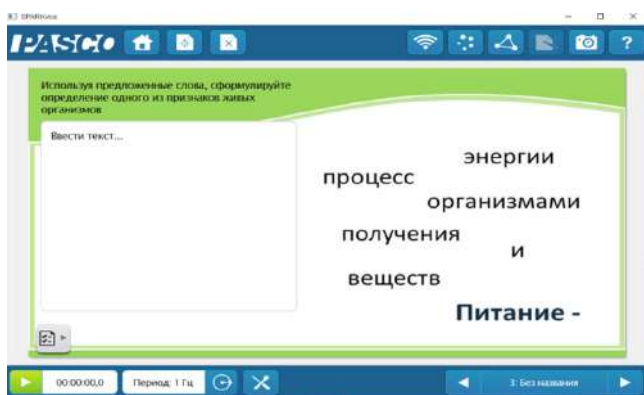 SPARKvue
PASCO
?
Используя предложенные слова, сформулируйте
определение одного из признаков живых
организмов
Ввести текст...
энергии
процесс
организмами
получения
и
веществ
Питание -
00:00:00,0
Период: 1 Гц
3: Без названия